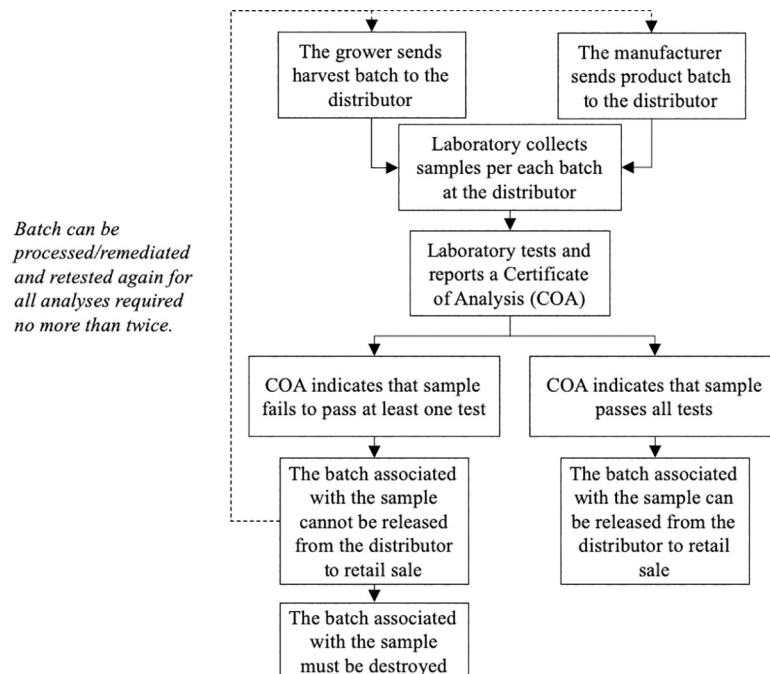 The grower sends
harvest batch to the
distributor
The manufacturer
sends product batch
to the distributor
Laboratory collects
samples per each batch
at the distributor
Batch can be
processed/remediated
and retested again for
all analyses required
no more than twice.
Laboratory tests and
reports a Certificate
of Analysis (COA)
COA indicates that sample
fails to pass at least one test
COA indicates that sample
passes all tests
The batch associated
with the sample
cannot be released
from the distributor
to retail sale
The batch associated
with the sample can
be released from the
distributor to retail
sale
The batch associated
with the sample
must be destroyed